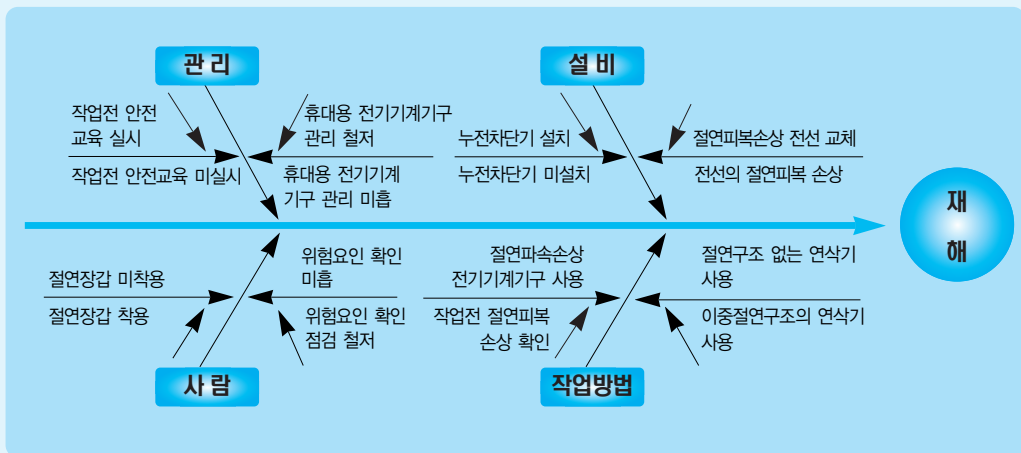 관 리
설 비
작업전 안전
교육 실시
작업전 안전교육 미실시
휴대용 전기기계기구
관리 철저
휴대용 전기기계
기구 관리 미흡
누전차단기 설치
누전차단기 미설치
절연피복손상 전선 교체
전선의 절연피복 손상
재
해
절연장갑 미착용
절연장갑 착용
위험요인 확인
미흡
위험요인 확인
점검 철저
절연파속손상
전기기계기구 사용
작업전 절연피복
손상 확인
절연구조 없는 연삭기
사용
이중절연구조의 연삭기
사용
사 람
작업방법